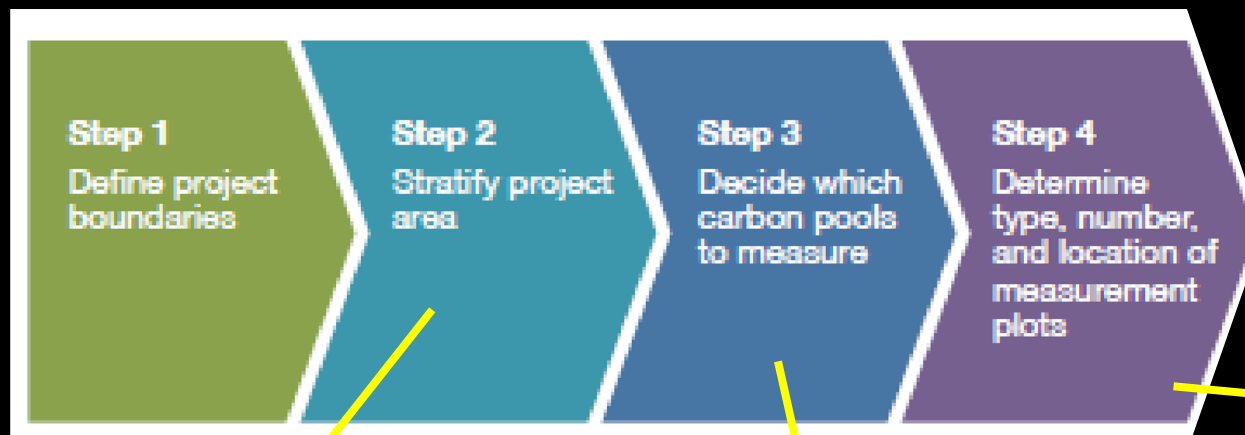 Step 1
Define project
boundaries
Step 2
Stratify project
area
Step 3
Decide which
carbon pools
to measure
Step 4
Determine
type, number,
and location of
measurement
plots